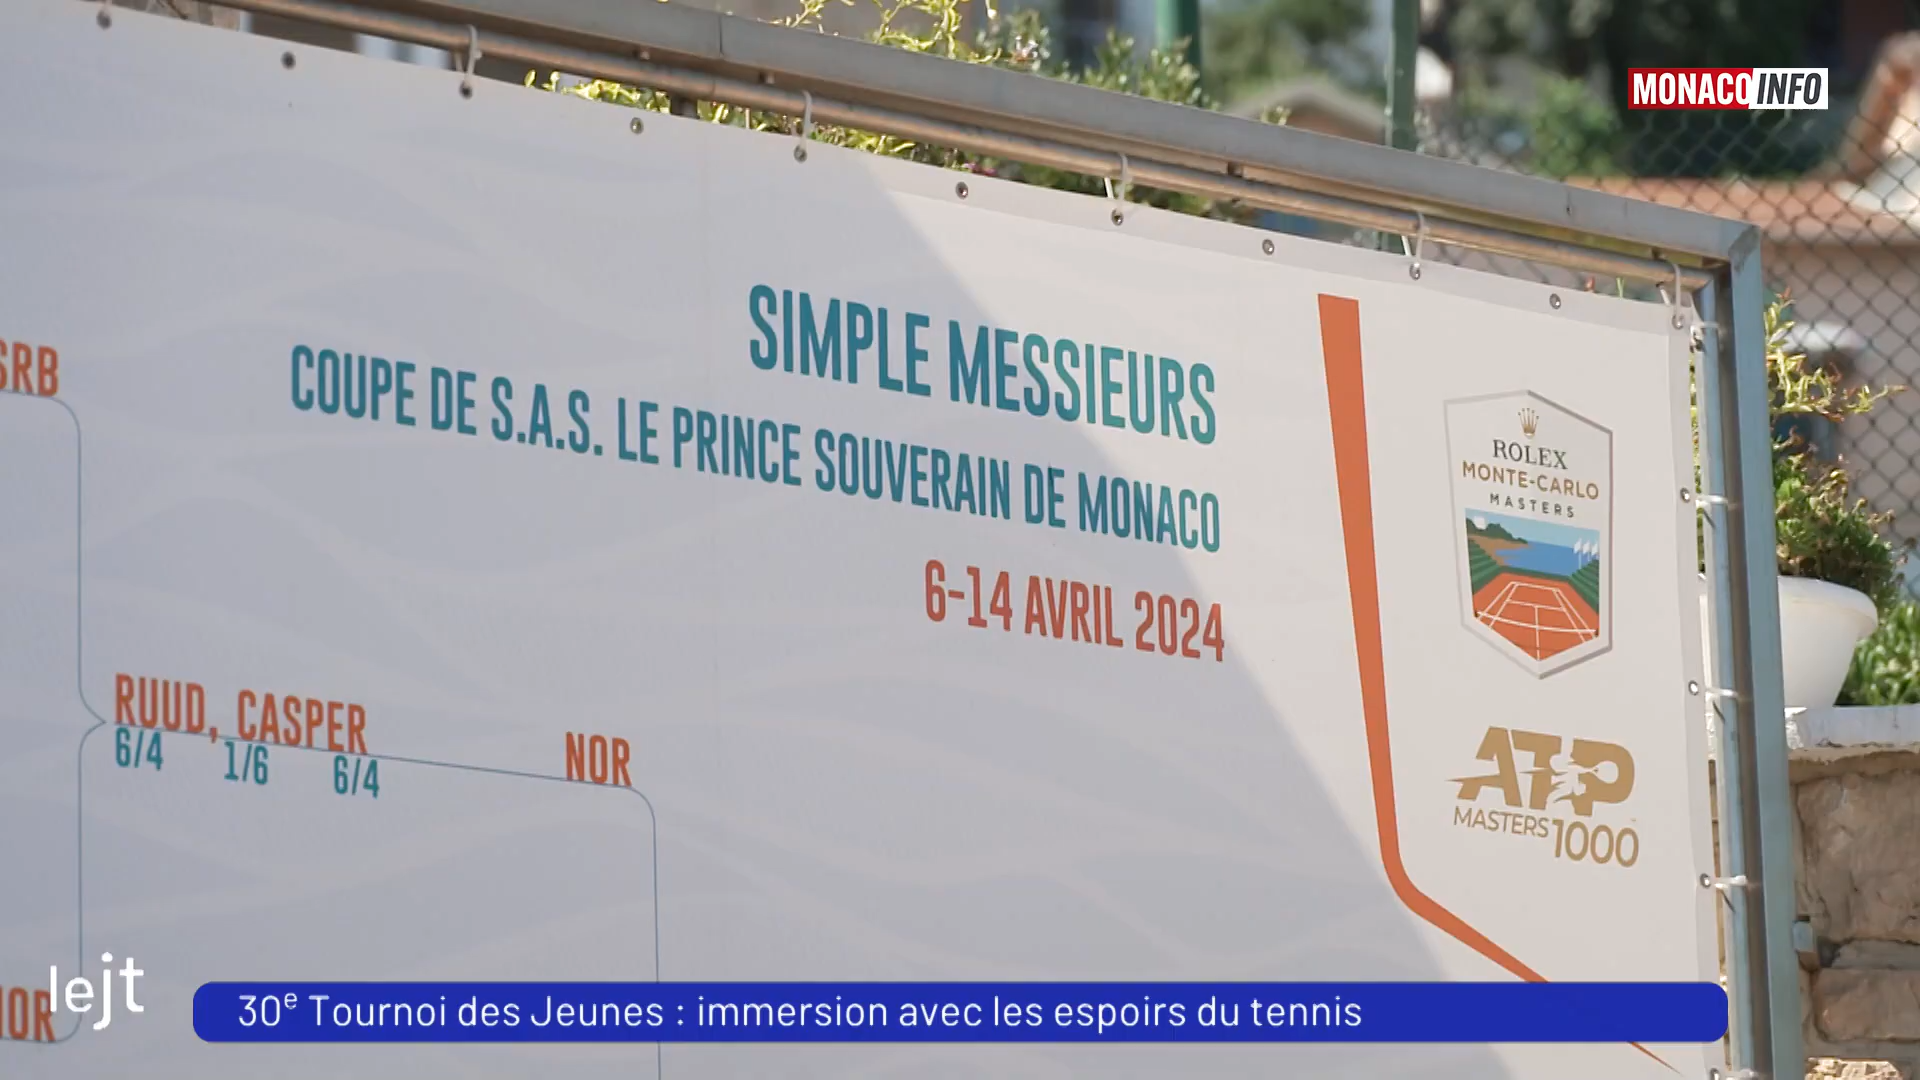 MONACOINFO
SIMPLE MESSIEURS
COUPE DE S.A.S. LE PRINCE SOUVERAIN DE MONACO
6-14 AVRIL 2024
SRB
RUUD, CASPER NOR
6/4 1/6 6/4
NOR
ROLEX
MONTE-CARLO
MASTERS
ATP
MASTERS 1000
lejt
30e Tournoi des Jeunes : immersion avec les espoirs du tennis